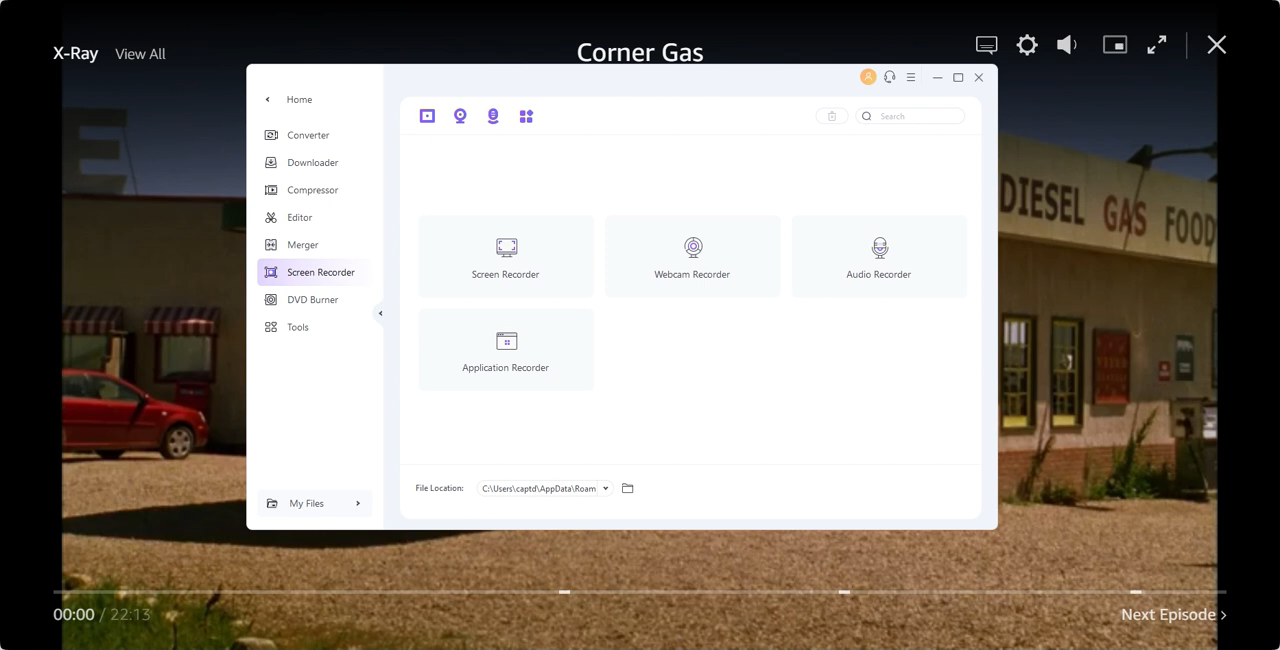 X-Ray View All
Corner Gas
Home
Converter
Downloader
Compressor
Editor
Merger
Screen Recorder
DVD Burner
Tools
My Files
Search
Screen Recorder
Webcam Recorder
Audio Recorder
Application Recorder
File Location: C:\Users\captd\AppData\Roam
E
DIESEL GAS FOOD
00:00 / 22:13
Next Episode